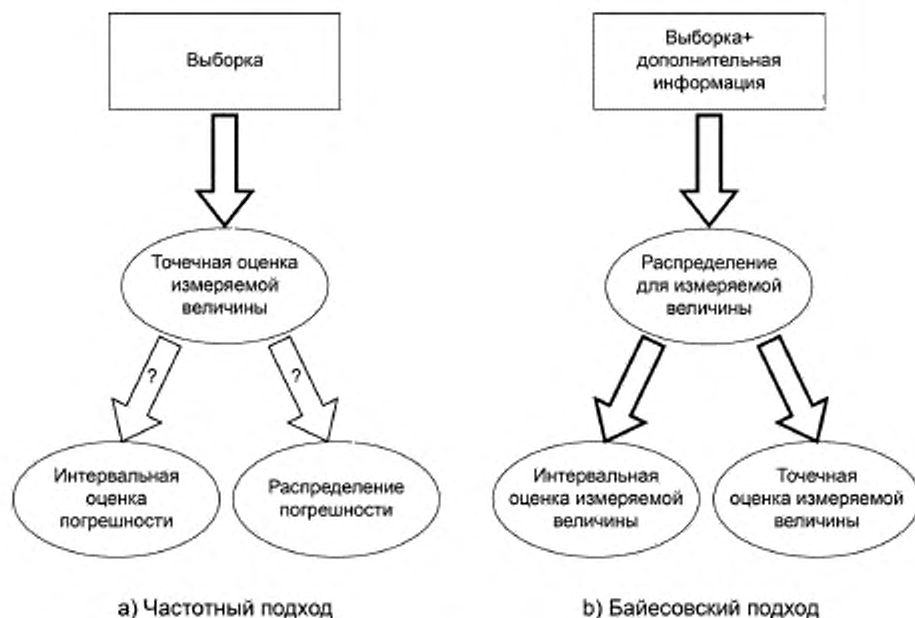 Выборка
Точечная оценка
измеряемой
величины
?
?
Интервальная
оценка
погрешности
Распределение
погрешности
а) Частотный подход
Выборка+
дополнительная
информация
Распределение
для измеряемой
величины
Интервальная
оценка измеряемой
величины
Точечная
оценка измеряемой
величины
b) Байесовский подход